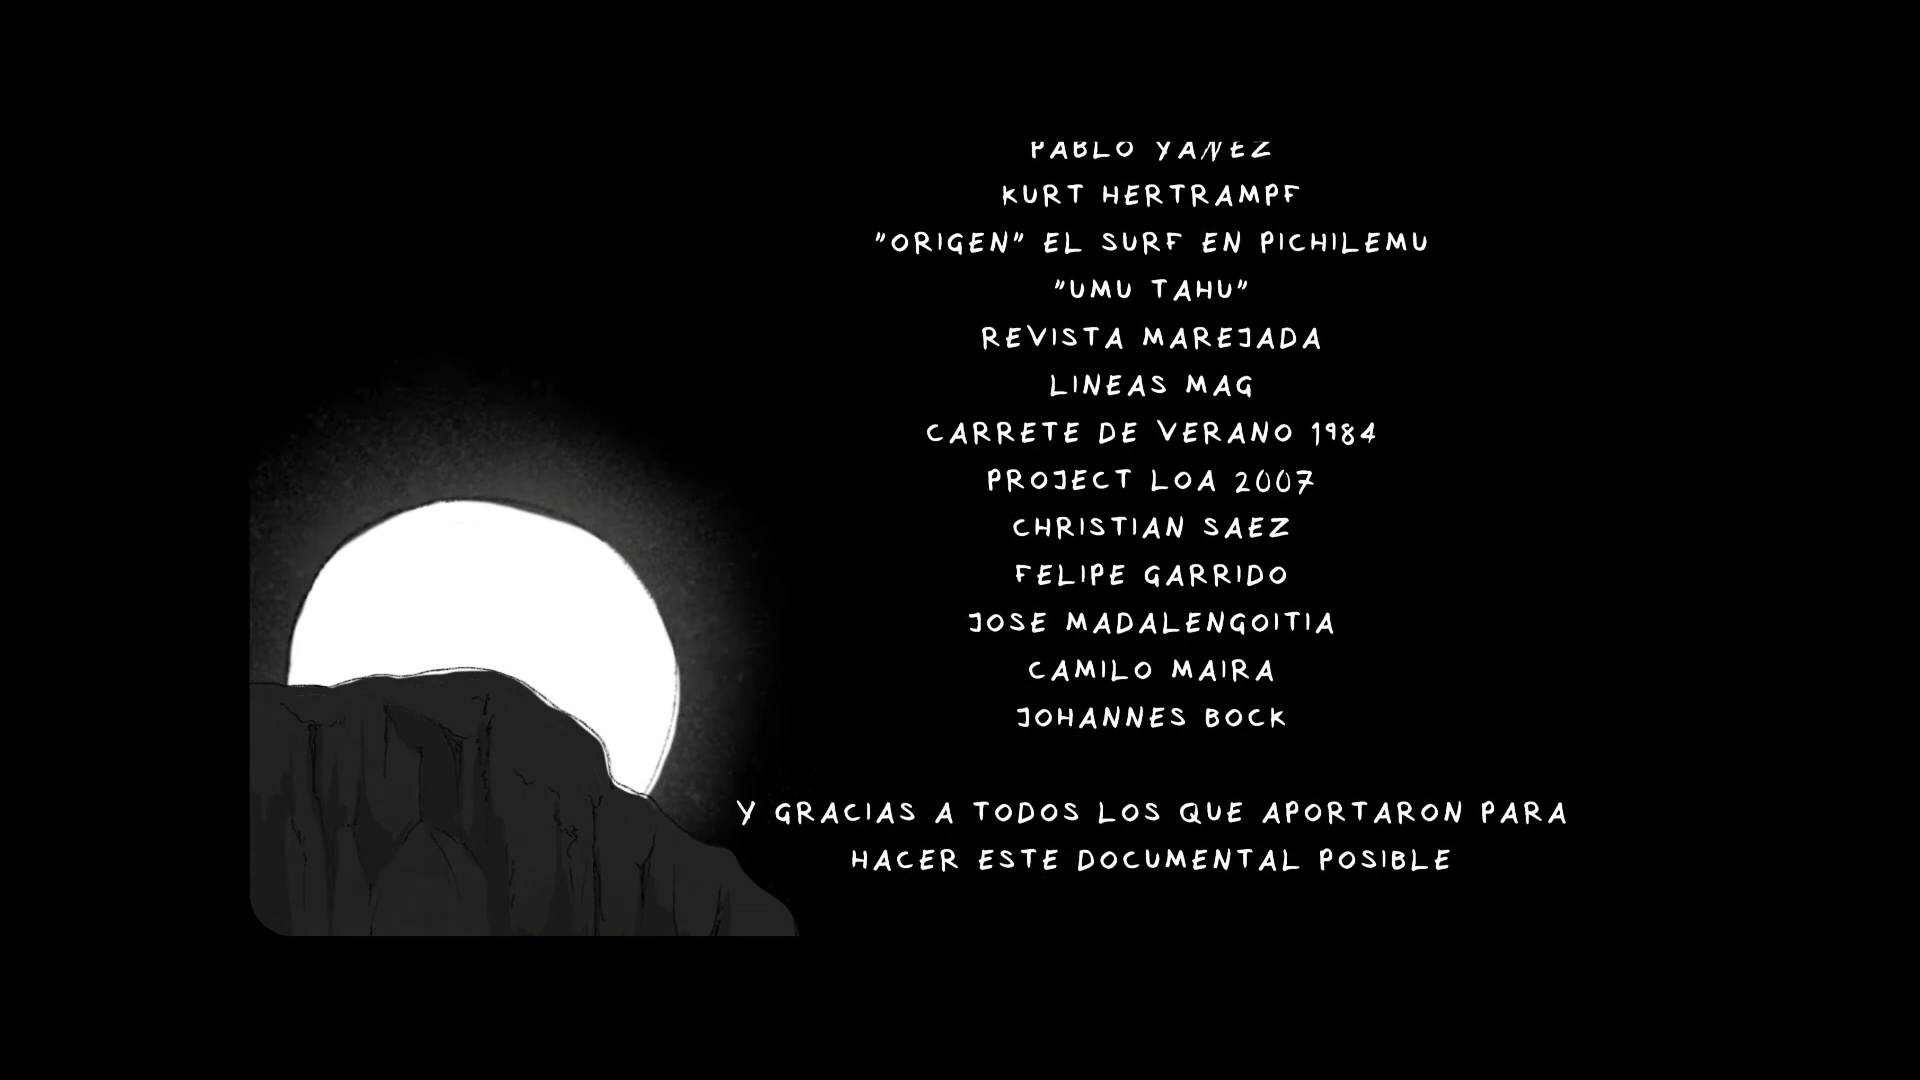 PABLO YAÑEZ
KURT HERTRAMPF
"ORIGEN" EL SURF EN PICHILEMU
"UMU TAHU"
REVISTA MAREJADA
LINEAS MAG
CARRETE DE VERANO 1984
PROJECT LOA 2007
CHRISTIAN SAEZ
FELIPE GARRIDO
JOSE MADALENGOITIA
CAMILO MAIRA
JOHANNES BOCK
Y GRACIAS A TODOS LOS QUE APORTARON PARA
HACER ESTE DOCUMENTAL POSIBLE